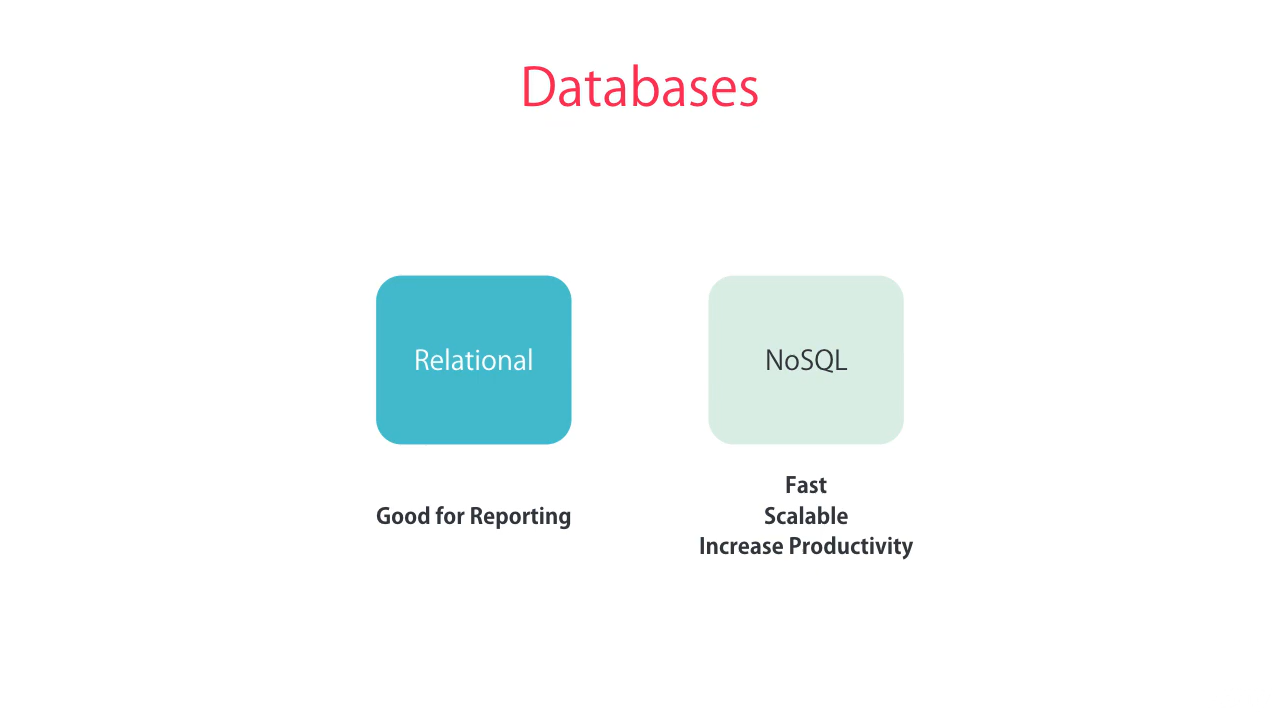 Databases
Relational
NoSQL
Good for Reporting
Fast
Scalable
Increase Productivity